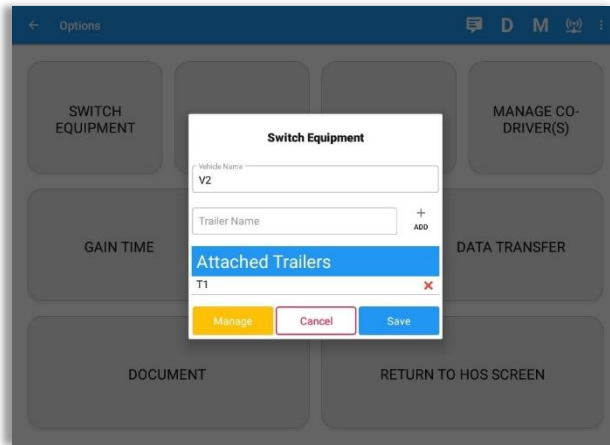 Options
D M
SWITCH
EQUIPMENT
MANAGE CO-
DRIVER(S)
GAIN TIME
DATA TRANSFER
DOCUMENT
RETURN TO HOS SCREEN
Switch Equipment
Vehicle Name
V2
Trailer Name
+
ADD
Attached Trailers
T1
Manage
Cancel
Save